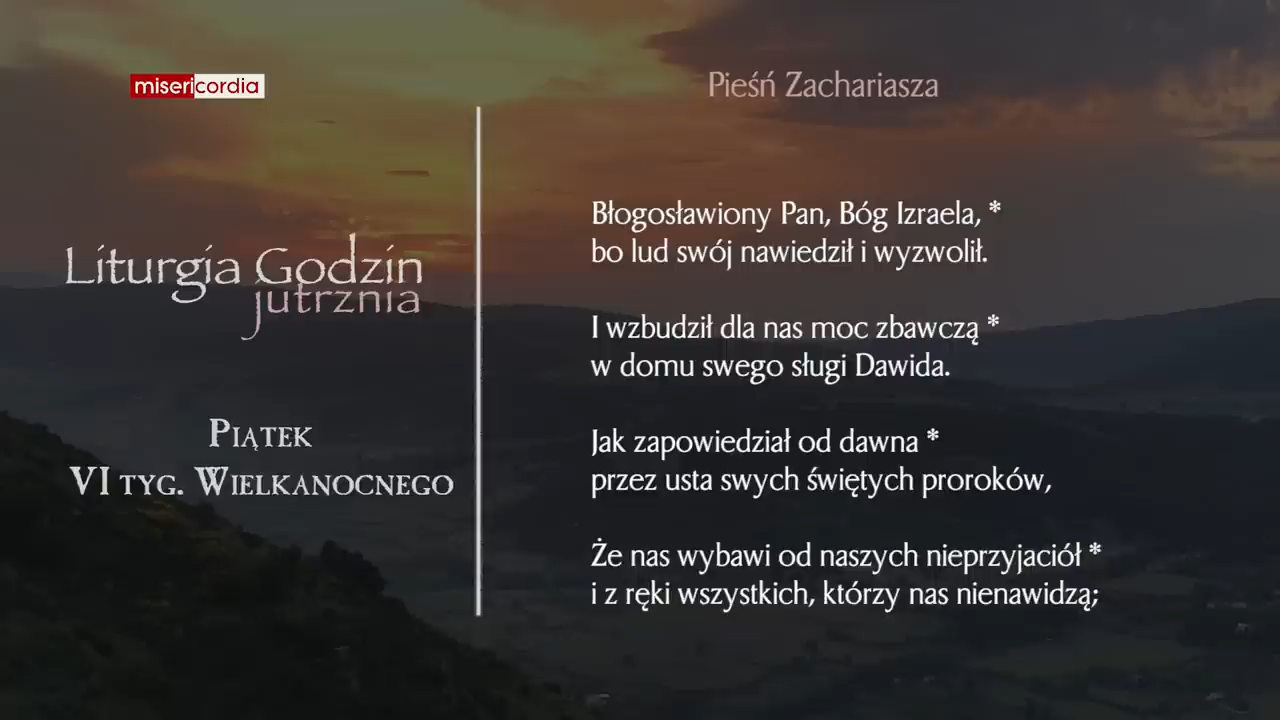 misericordia
Liturgia Godzin
jutrznia
Piątek
VI tyg. Wielkanocnego
Pieśń Zachariasza
Błogosławiony Pan, Bóg Izraela, *
bo lud swój nawiedził i wyzwolił.
I wzbudził dla nas moc zbawczą *
w domu swego sługi Dawida.
Jak zapowiedział od dawna *
przez usta swych świętych proroków,
Że nas wybawi od naszych nieprzyjaciół *
i z ręki wszystkich, którzy nas nienawidzą;